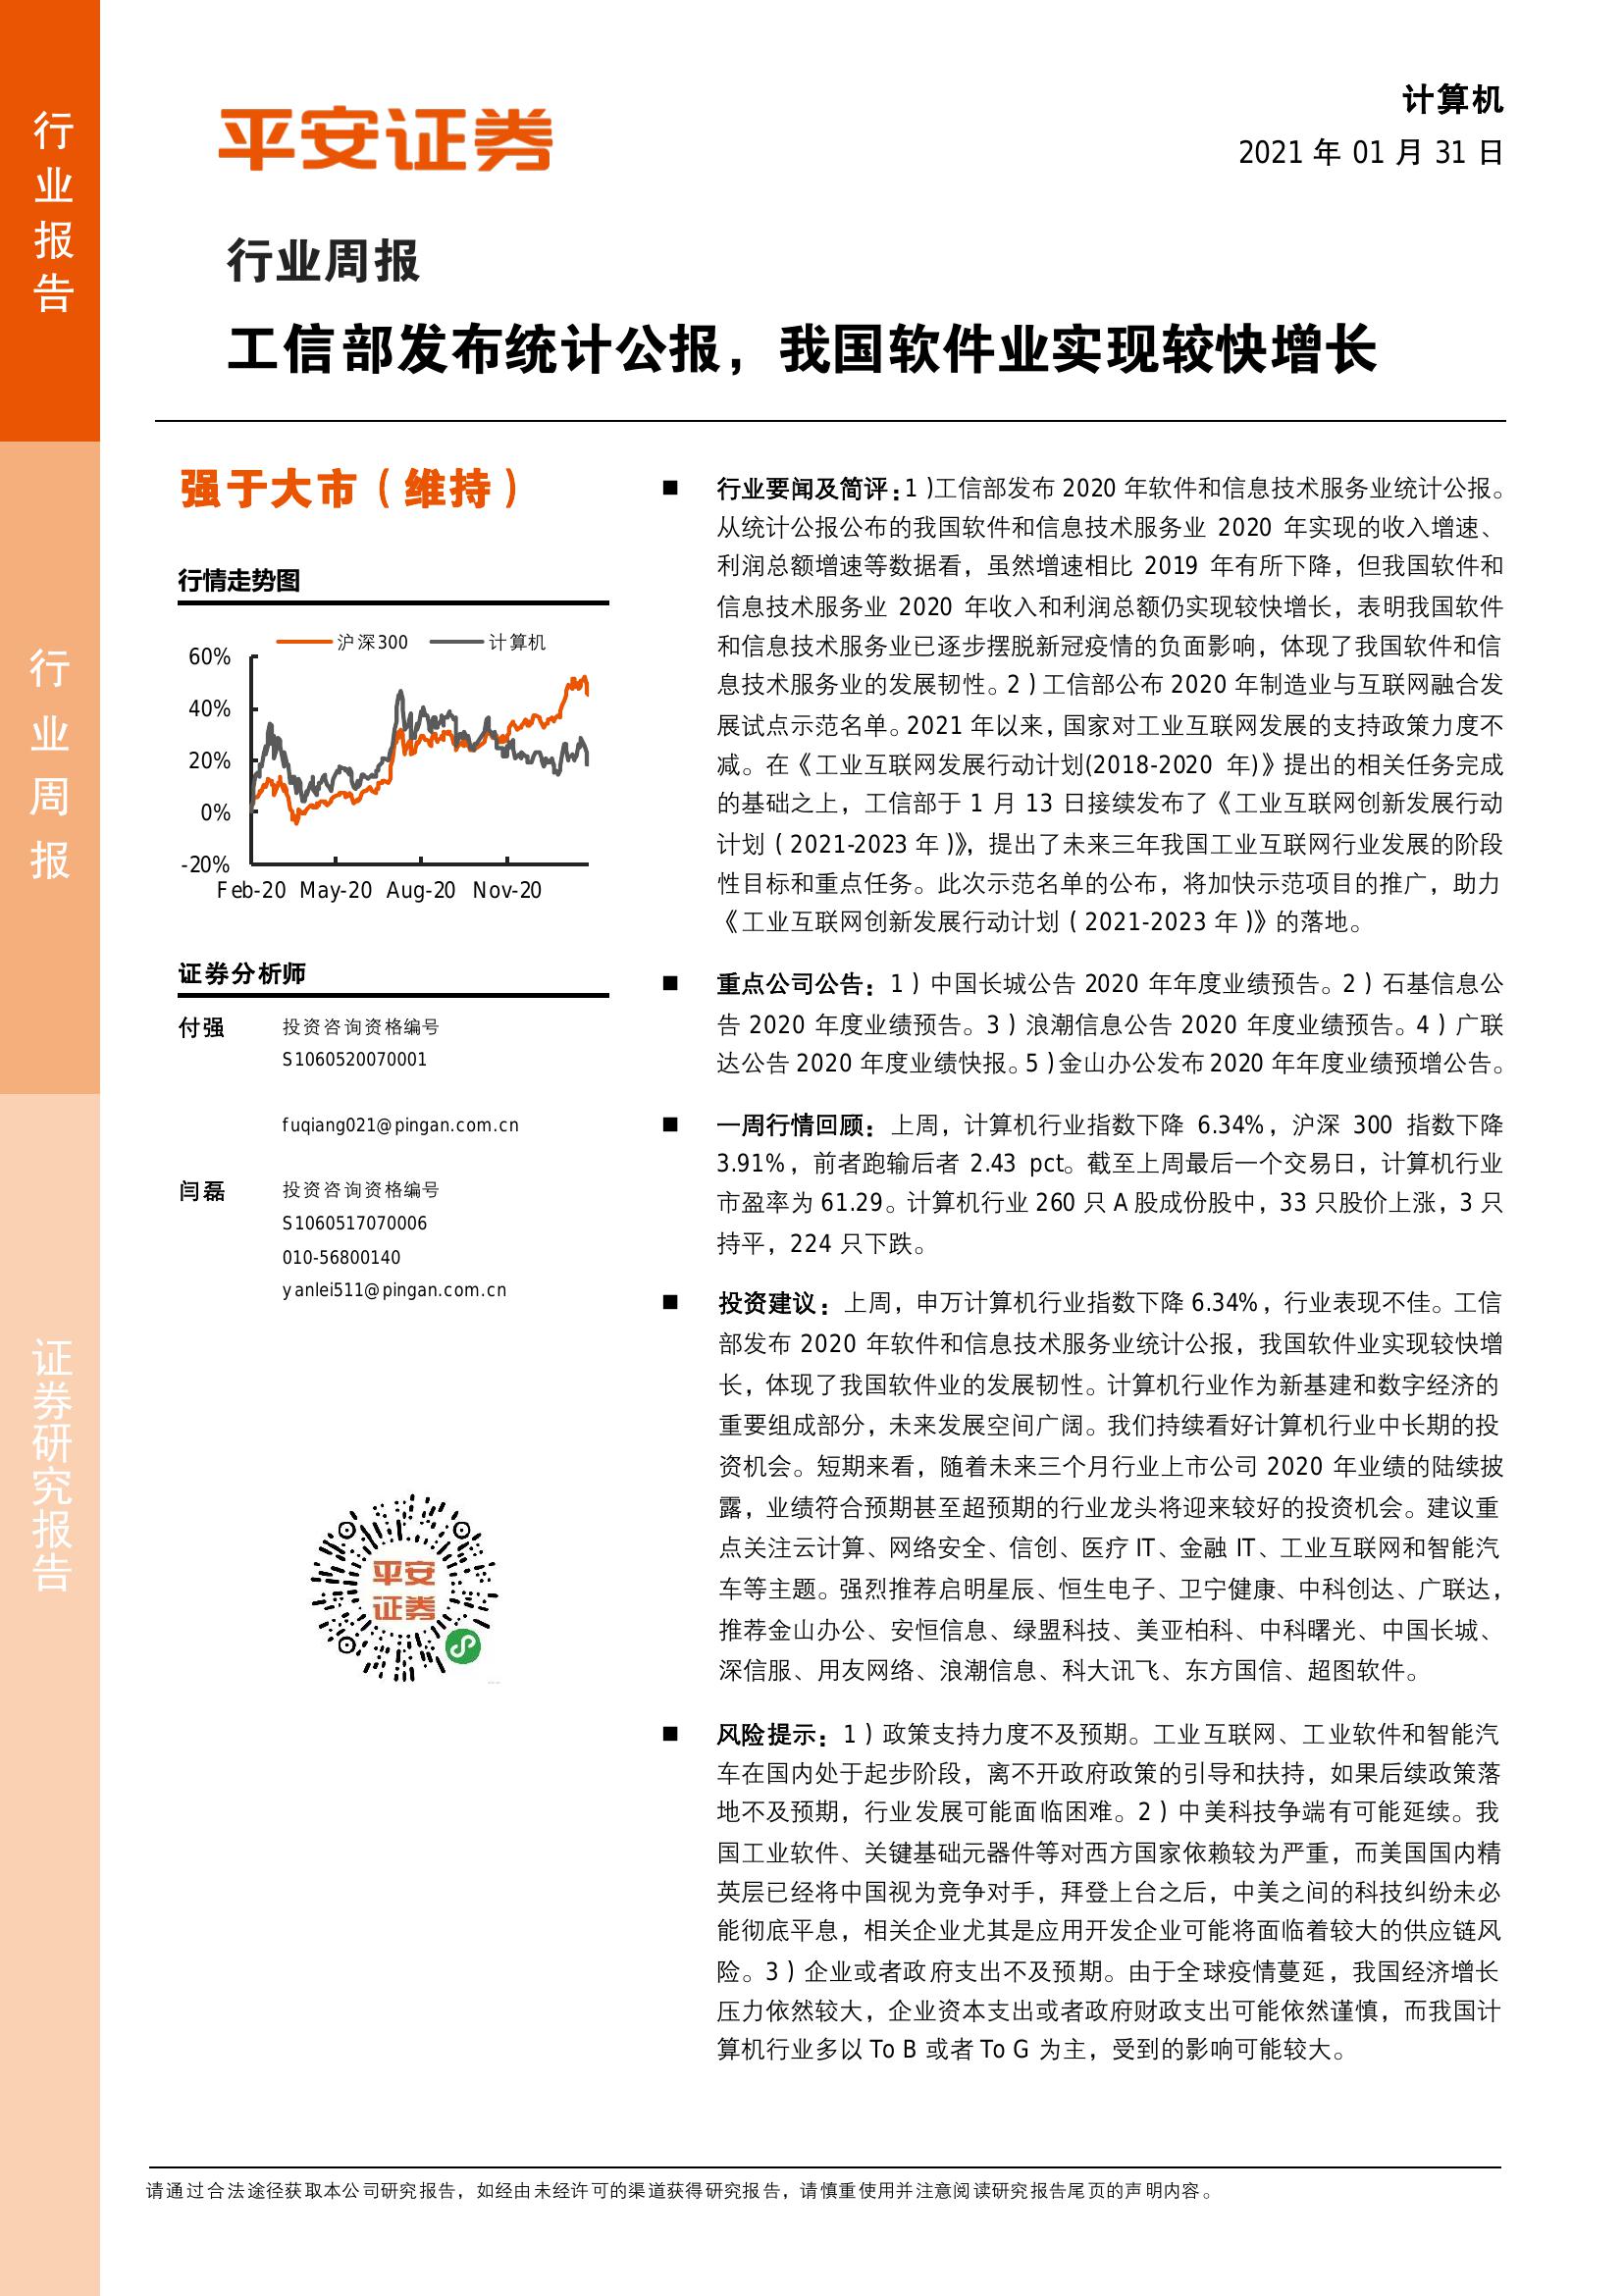 行业报告
行业周报
证券研究报告
平安证券
计算机
2021 年 01 月 31 日
行业周报
工信部发布统计公报，我国软件业实现较快增长
强于大市（维持）
行情走势图
沪深300 计算机
60%
40%
20%
0%
-20%
Feb-20 May-20 Aug-20 Nov-20
证券分析师
付强 投资咨询资格编号
S1060520070001
fuqiang021@pingan.com.cn
闫磊 投资咨询资格编号
S1060517070006
010-56800140
yanlei511@pingan.com.cn
平安
证券
■ 行业要闻及简评：1）工信部发布 2020 年软件和信息技术服务业统计公报。
从统计公报公布的我国软件和信息技术服务业 2020 年实现的收入增速、
利润总额增速等数据看，虽然增速相比 2019 年有所下降，但我国软件和
信息技术服务业 2020 年收入和利润总额仍实现较快增长，表明我国软件
和信息技术服务业已逐步摆脱新冠疫情的负面影响，体现了我国软件和信
息技术服务业的发展韧性。2）工信部公布 2020 年制造业与互联网融合发
展试点示范名单。2021 年以来，国家对工业互联网发展的支持政策力度不
减。在《工业互联网发展行动计划(2018-2020 年)》提出的相关任务完成
的基础之上，工信部于 1 月 13 日接续发布了《工业互联网创新发展行动
计划（2021-2023 年）》，提出了未来三年我国工业互联网行业发展的阶段
性目标和重点任务。此次示范名单的公布，将加快示范项目的推广，助力
《工业互联网创新发展行动计划（2021-2023 年）》的落地。
■ 重点公司公告：1）中国长城公告 2020 年年度业绩预告。2）石基信息公
告 2020 年度业绩预告。3）浪潮信息公告 2020 年度业绩预告。4）广联
达公告 2020 年度业绩快报。5）金山办公发布 2020 年年度业绩预增公告。
■ 一周行情回顾：上周，计算机行业指数下降 6.34%，沪深 300 指数下降
3.91%，前者跑输后者 2.43 pct。截至上周最后一个交易日，计算机行业
市盈率为 61.29。计算机行业 260 只 A 股成份股中，33 只股价上涨，3 只
持平，224 只下跌。
■ 投资建议：上周，申万计算机行业指数下降 6.34%，行业表现不佳。工信
部发布 2020 年软件和信息技术服务业统计公报，我国软件业实现较快增
长，体现了我国软件业的发展韧性。计算机行业作为新基建和数字经济的
重要组成部分，未来发展空间广阔。我们持续看好计算机行业中长期的投
资机会。短期来看，随着未来三个月行业上市公司 2020 年业绩的陆续披
露，业绩符合预期甚至超预期的行业龙头将迎来较好的投资机会。建议重
点关注云计算、网络安全、信创、医疗 IT、金融 IT、工业互联网和智能汽
车等主题。强烈推荐启明星辰、恒生电子、卫宁健康、中科创达、广联达，
推荐金山办公、安恒信息、绿盟科技、美亚柏科、中科曙光、中国长城、
深信服、用友网络、浪潮信息、科大讯飞、东方国信、超图软件。
■ 风险提示：1）政策支持力度不及预期。工业互联网、工业软件和智能汽
车在国内处于起步阶段，离不开政府政策的引导和扶持，如果后续政策落
地不及预期，行业发展可能面临困难。2）中美科技争端有可能延续。我
国工业软件、关键基础元器件等对西方国家依赖较为严重，而美国国内精
英层已经将中国视为竞争对手，拜登上台之后，中美之间的科技纠纷未必
能彻底平息，相关企业尤其是应用开发企业可能将面临着较大的供应链风
险。3）企业或者政府支出不及预期。由于全球疫情蔓延，我国经济增长
压力依然较大，企业资本支出或者政府财政支出可能依然谨慎，而我国计
算机行业多以 To B 或者 To G 为主，受到的影响可能较大。
请通过合法途径获取本公司研究报告，如经由未经许可的渠道获得研究报告，请慎重使用并注意阅读研究报告尾页的声明内容。